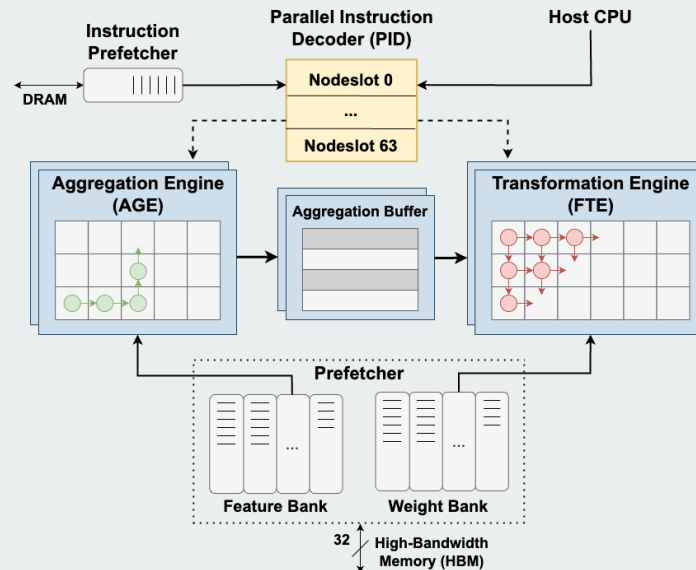 Instruction
Prefetcher
Parallel Instruction
Decoder (PID)
Host CPU
DRAM
Nodeslot 0
...
Nodeslot 63
Aggregation Engine
(AGE)
Aggregation Buffer
Transformation Engine
(FTE)
Prefetcher
...
...
Feature Bank
Weight Bank
32
High-Bandwidth
Memory (HBM)